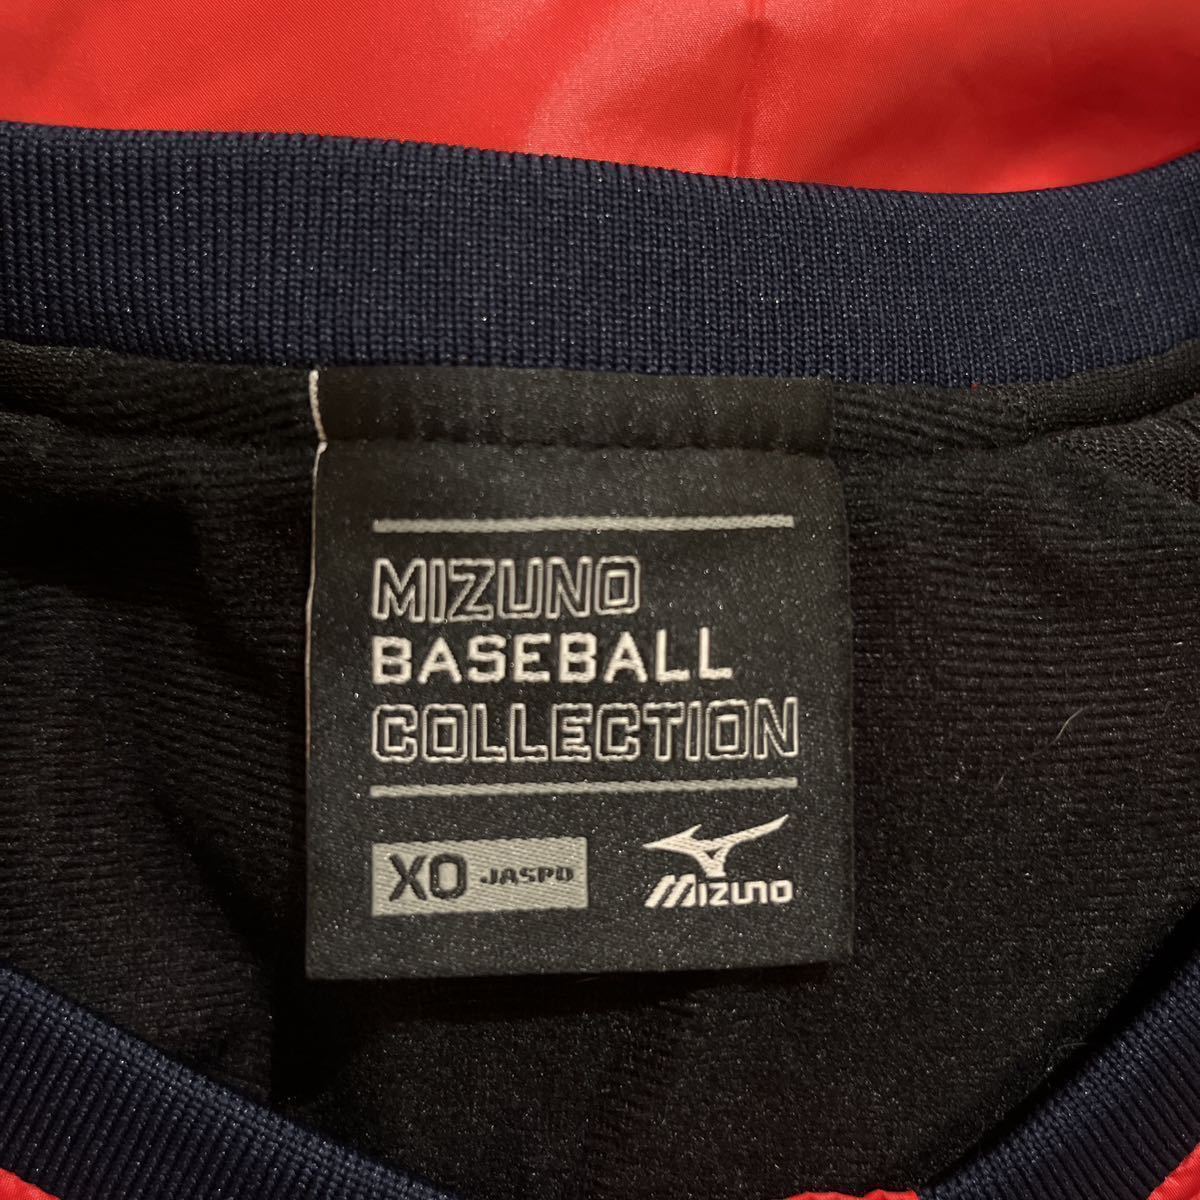 MIZUNO
BASEBALL
COLLECTION
XO JASPO
MIZUNO